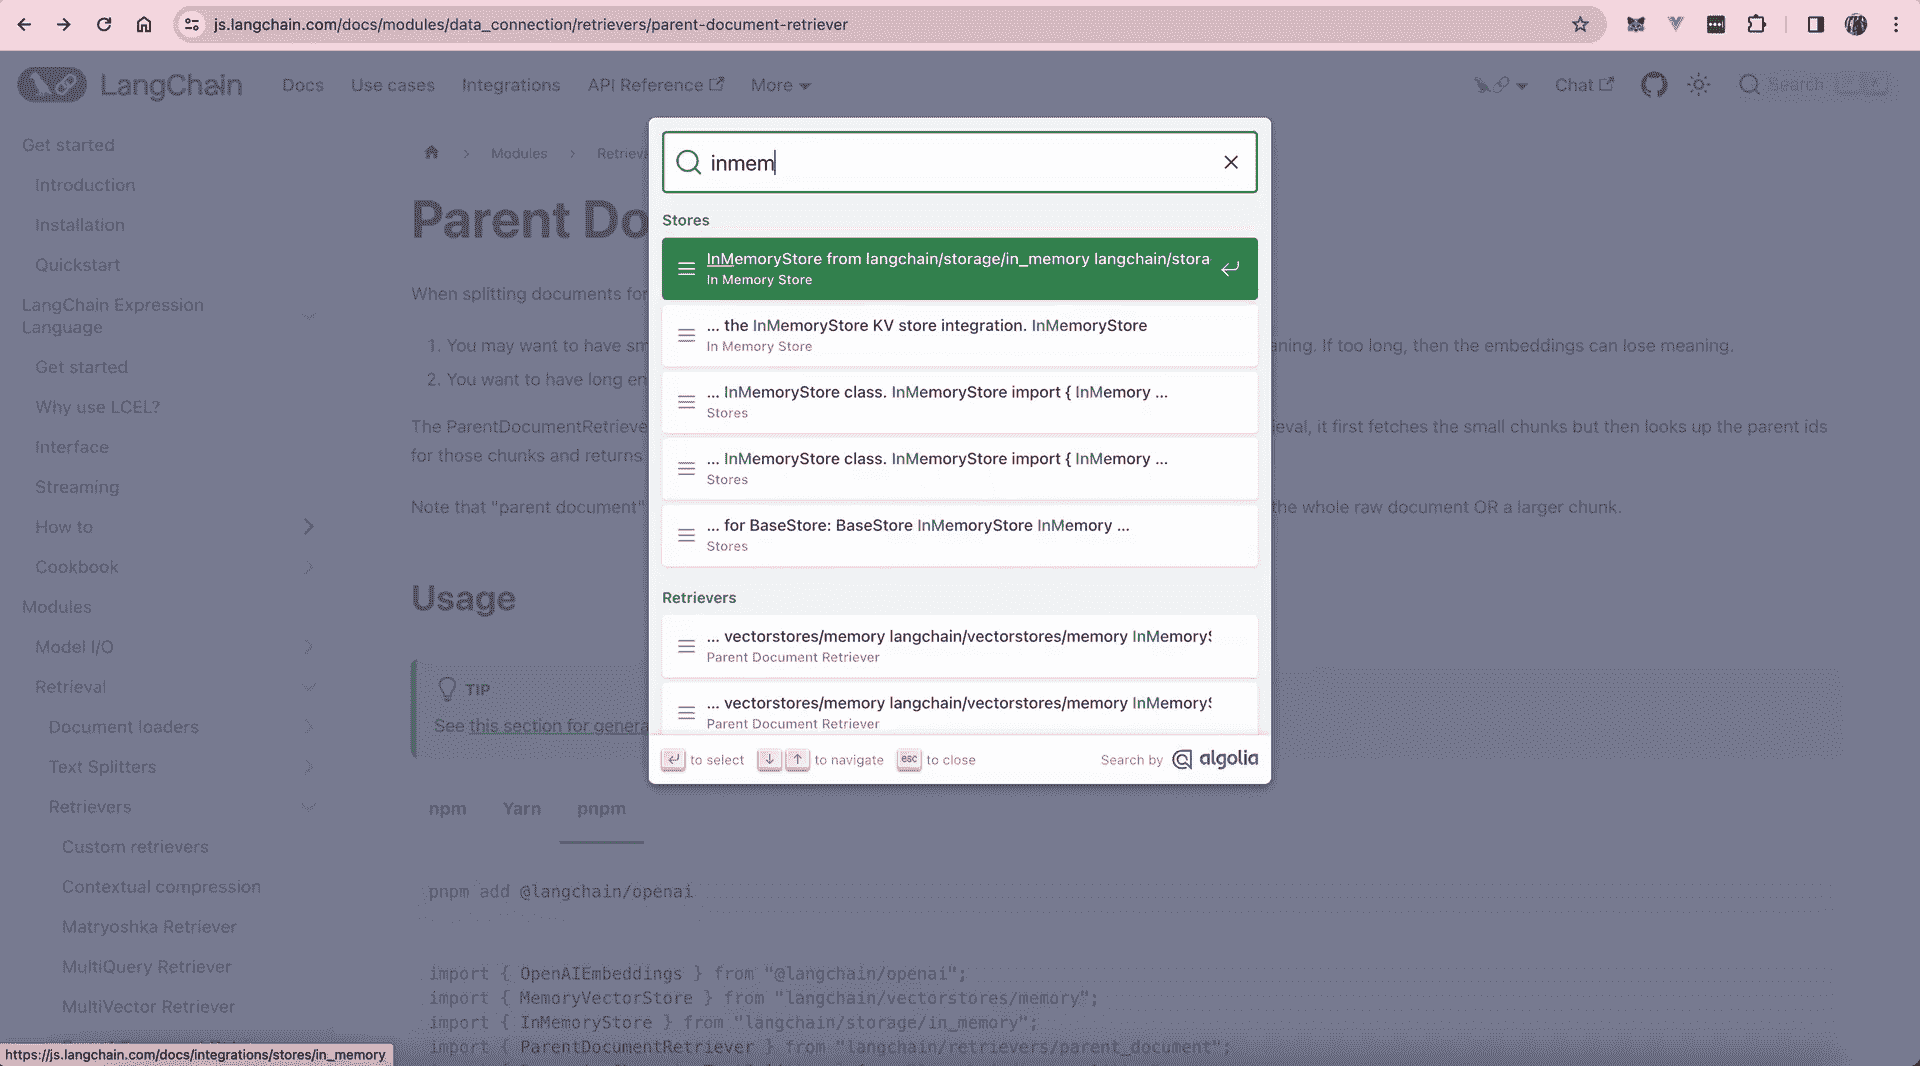 js.langchain.com/docs/modules/data_connection/retrievers/parent-document-retriever
LangChain
Docs
Use cases
Integrations
API Reference
More
Chat
Search
Get started
Introduction
Installation
Quickstart
LangChain Expression
Language
Get started
Why use LCEL?
Interface
Streaming
How to
Cookbook
Modules
Model I/O
Retrieval
Document loaders
Text Splitters
Retrievers
Custom retrievers
Contextual compression
Matryoshka Retriever
MultiQuery Retriever
MultiVector Retriever
Modules
Parent Do
When splitting documents for
1. You may want to have sm
aning. If too long, then the embeddings can lose meaning.
2. You want to have long en
The ParentDocumentRetrieve
eval, it first fetches the small chunks but then looks up the parent ids
for those chunks and returns
Note that "parent document"
the whole raw document OR a larger chunk.
Usage
TIP
See this section for genera
npm
Yarn
pnpm
pnpm add @langchain/openai
import { OpenAIEmbeddings } from "@langchain/openai";
import { MemoryVectorStore } from "langchain/vectorstores/memory";
import { InMemoryStore } from "langchain/storage/in_memory";
import { ParentDocumentRetriever } from "langchain/retrievers/parent_document";
inmem
Stores
InMemoryStore from langchain/storage/in_memory langchain/stora
In Memory Store
... the InMemoryStore KV store integration. InMemoryStore
In Memory Store
... InMemoryStore class. InMemoryStore import { InMemory ...
Stores
... InMemoryStore class. InMemoryStore import { InMemory ...
Stores
... for BaseStore: BaseStore InMemoryStore InMemory ...
Stores
Retrievers
... vectorstores/memory langchain/vectorstores/memory InMemoryS
Parent Document Retriever
... vectorstores/memory langchain/vectorstores/memory InMemoryS
Parent Document Retriever
to select
to navigate
esc to close
Search by algolia
https://js.langchain.com/docs/integrations/stores/in_memory